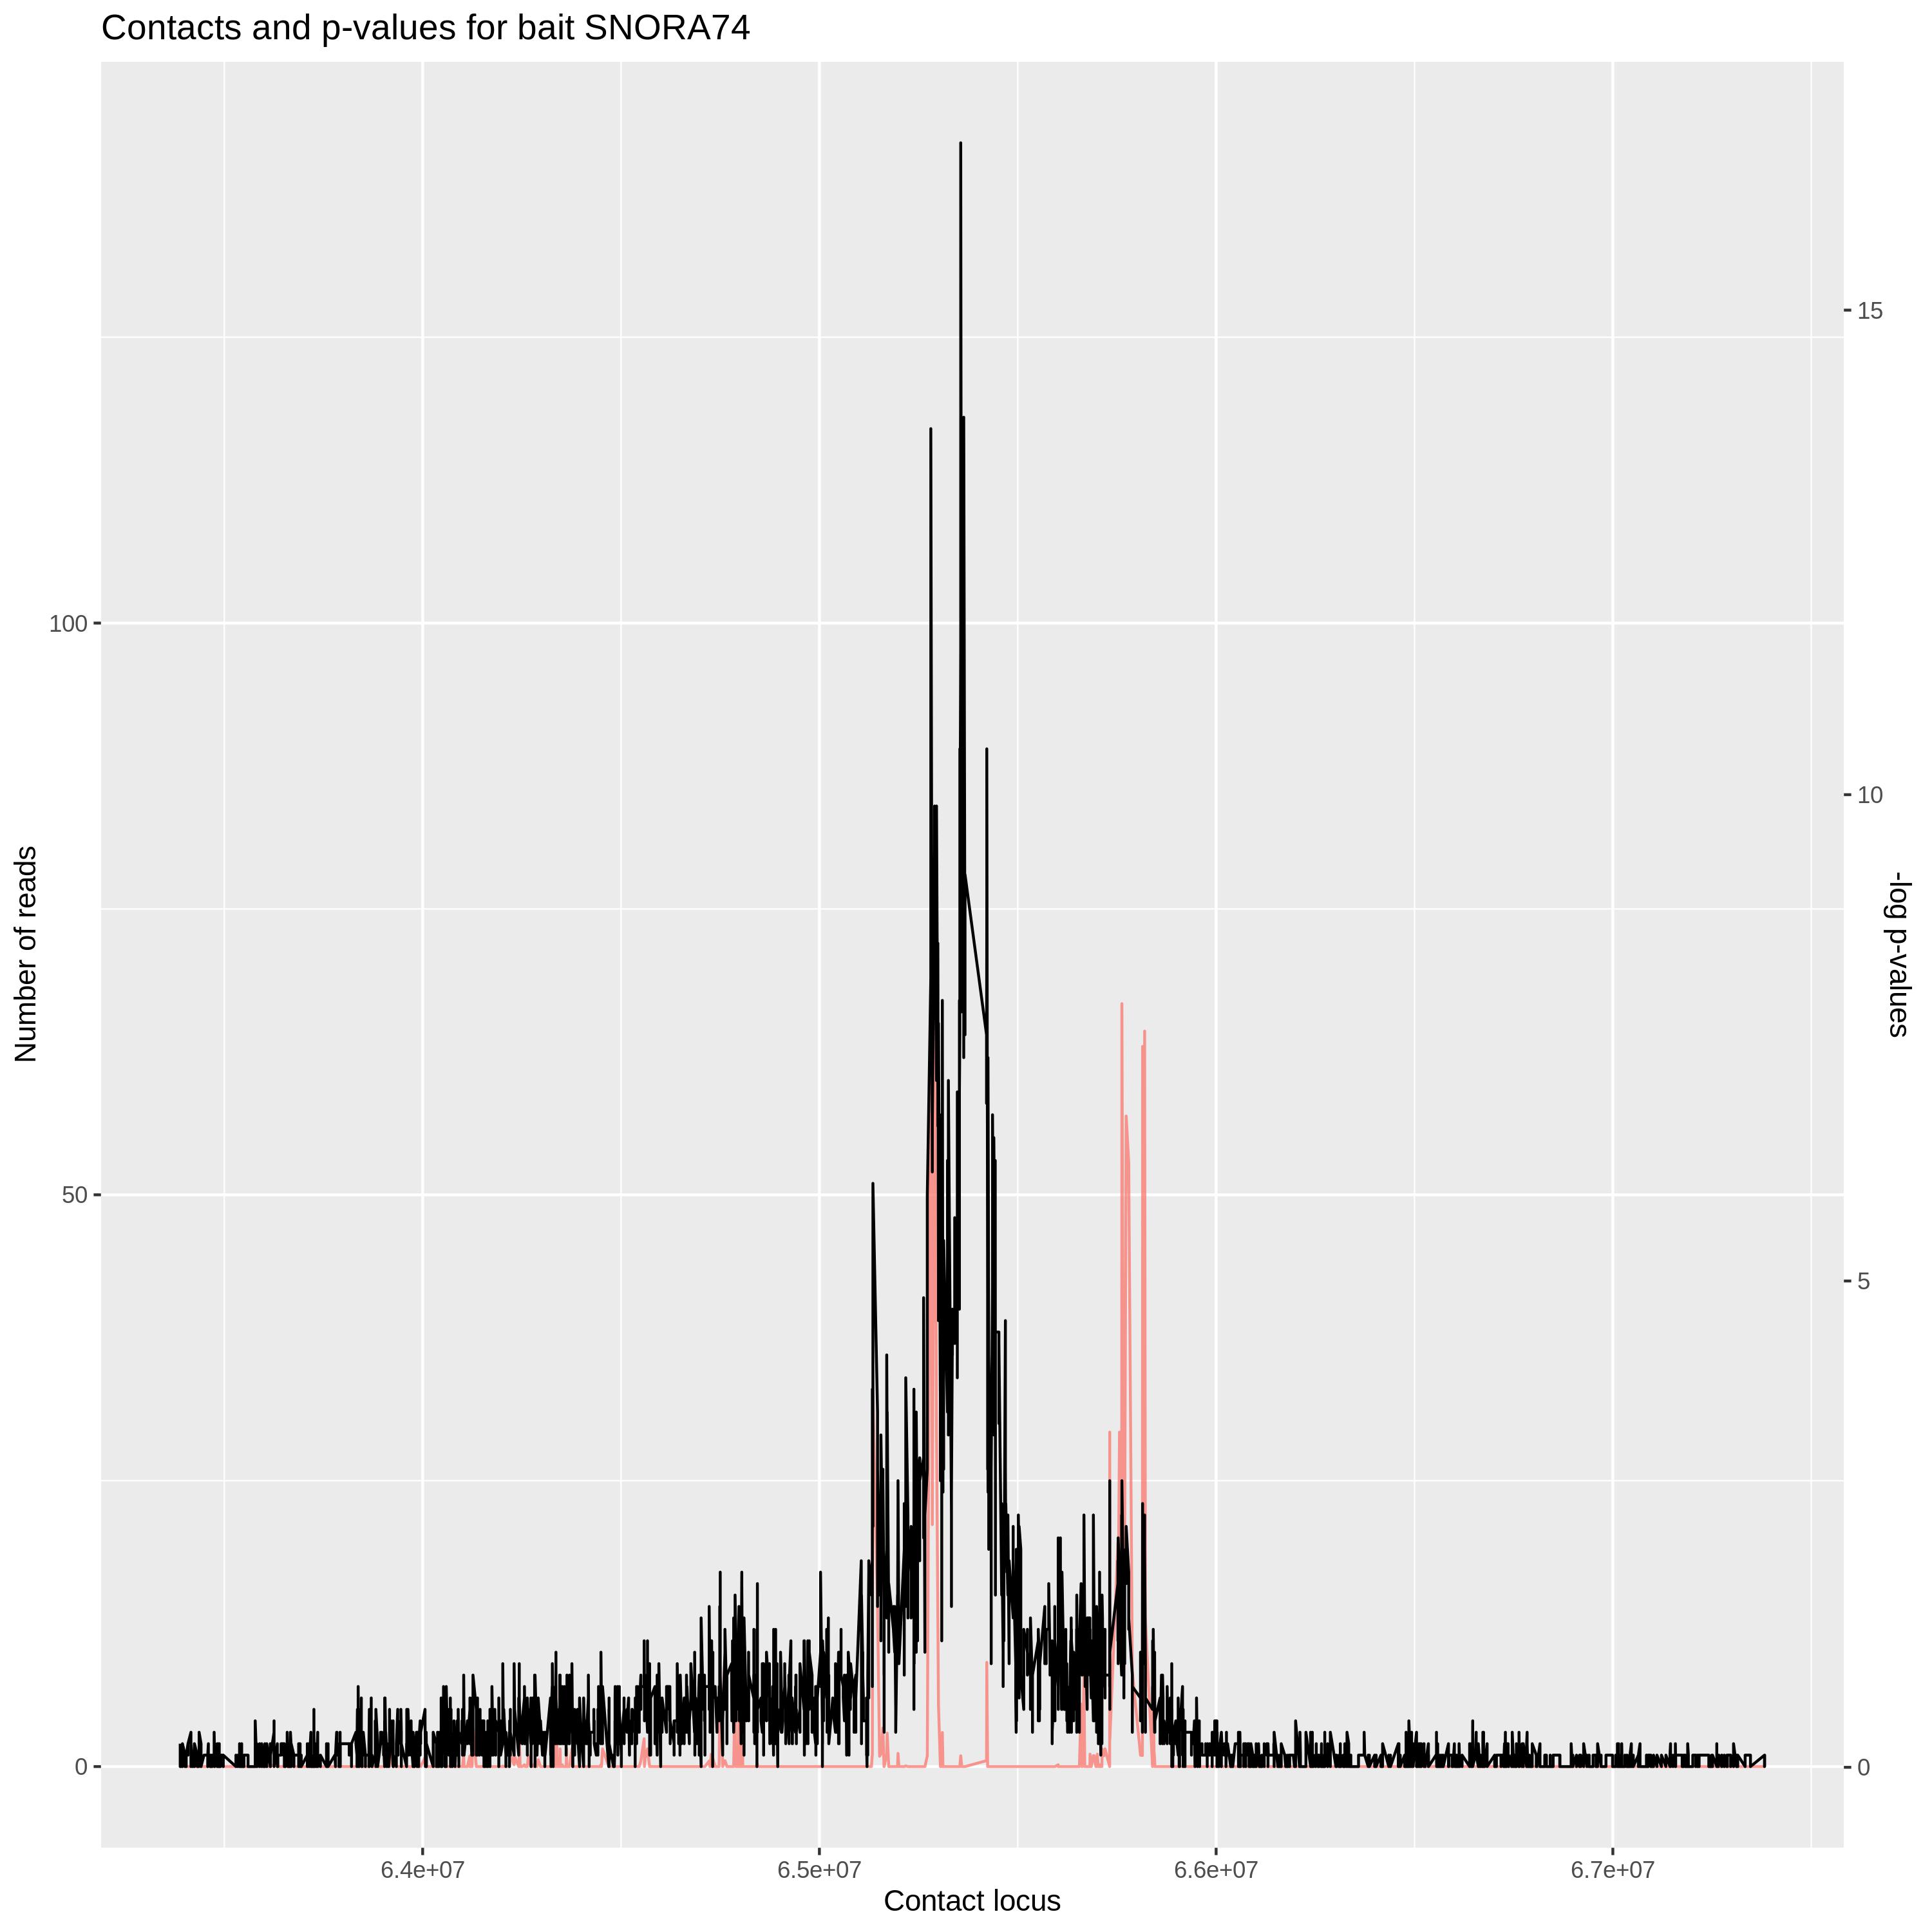 Contacts and p-values for bait SNORA74
Number of reads
100
50
0
15
10
5
0
-log p-values
6.4e+07
6.5e+07
6.6e+07
6.7e+07
Contact locus